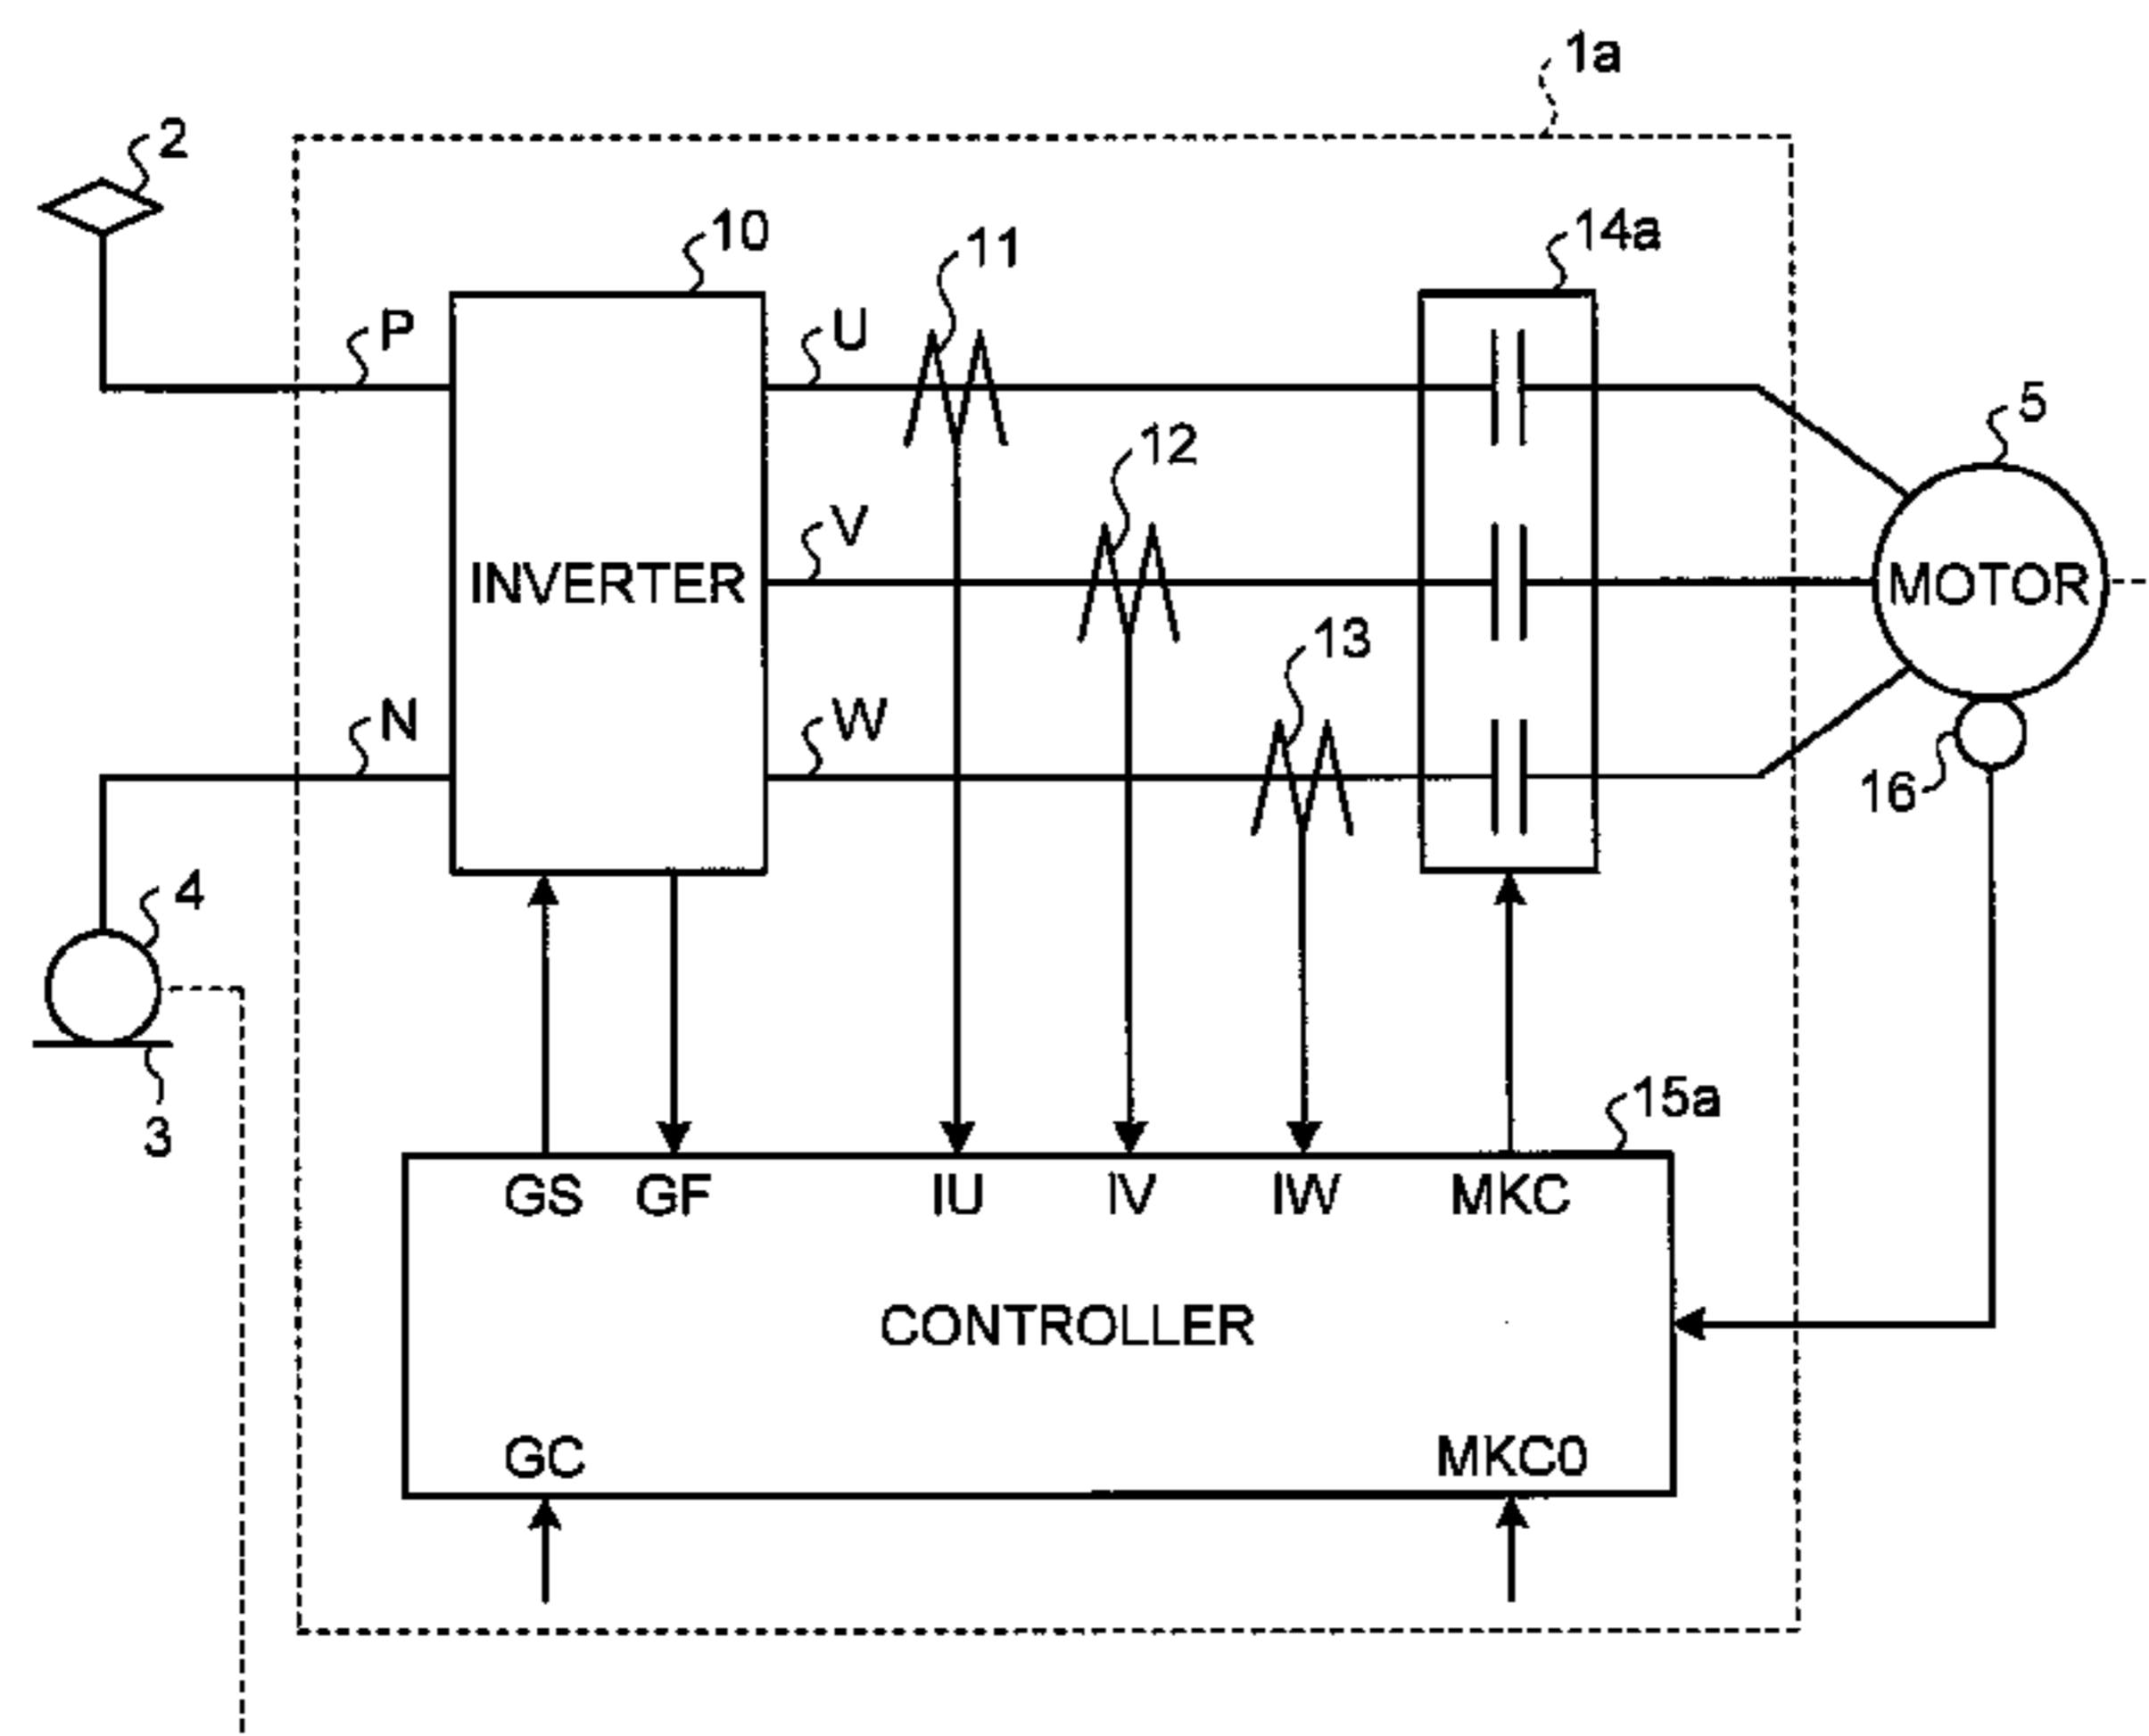 1a
2
10
11
14a
P
U
5
12
V
INVERTER
MOTOR
13
N
W
16
4
3
15a
GS GF IU IV IW MKC
CONTROLLER
GC MKC0